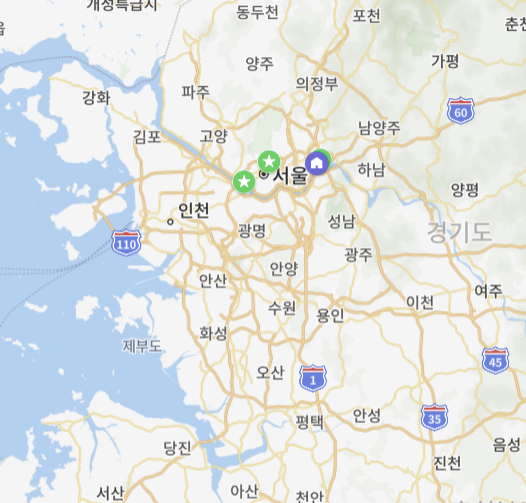 개성특급시
동두천
포천
양주
의정부
가평
강화
파주
60
김포
고양
남양주
서울
하남
양평
인천
110
광명
성남
경기도
광주
안산
안양
수원
용인
이천
여주
화성
제부도
오산
1
45
평택
안성
35
당진
음성
진천
서산
아산
천안